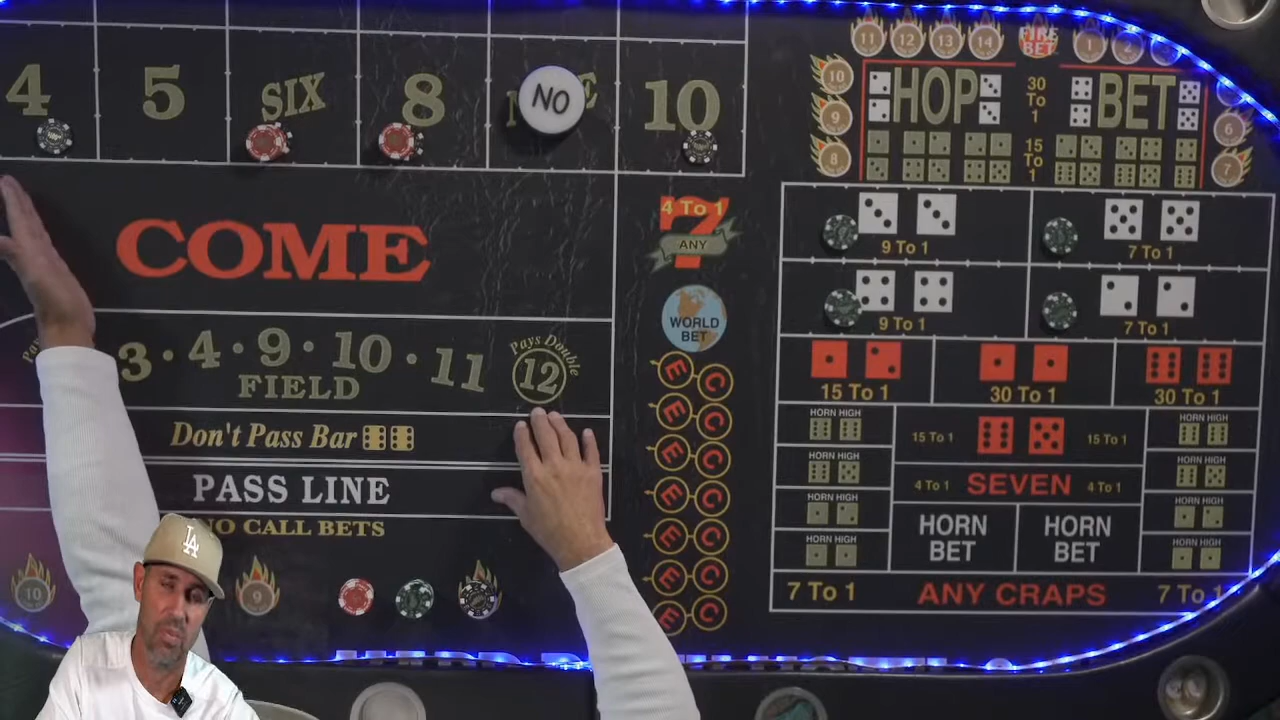 4
5
SIX
8
NO
10
11
12
13
14
FIRE BET
1
2
10
9
8
6
7
HOP
30 To 1
BET
15 To 1
COME
4 To 1
7
ANY
WORLD BET
9 To 1
7 To 1
9 To 1
7 To 1
3 · 4 · 9 · 10 · 11
FIELD
Pays Double
12
Don't Pass Bar
PASS LINE
NO CALL BETS
10
9
LA
E C
E C
E C
E C
E C
E C
E C
15 To 1
30 To 1
30 To 1
HORN HIGH
15 To 1
15 To 1
HORN HIGH
HORN HIGH
4 To 1
SEVEN
4 To 1
HORN HIGH
HORN HIGH
HORN BET
HORN BET
HORN HIGH
HORN HIGH
HORN HIGH
7 To 1
ANY CRAPS
7 To 1